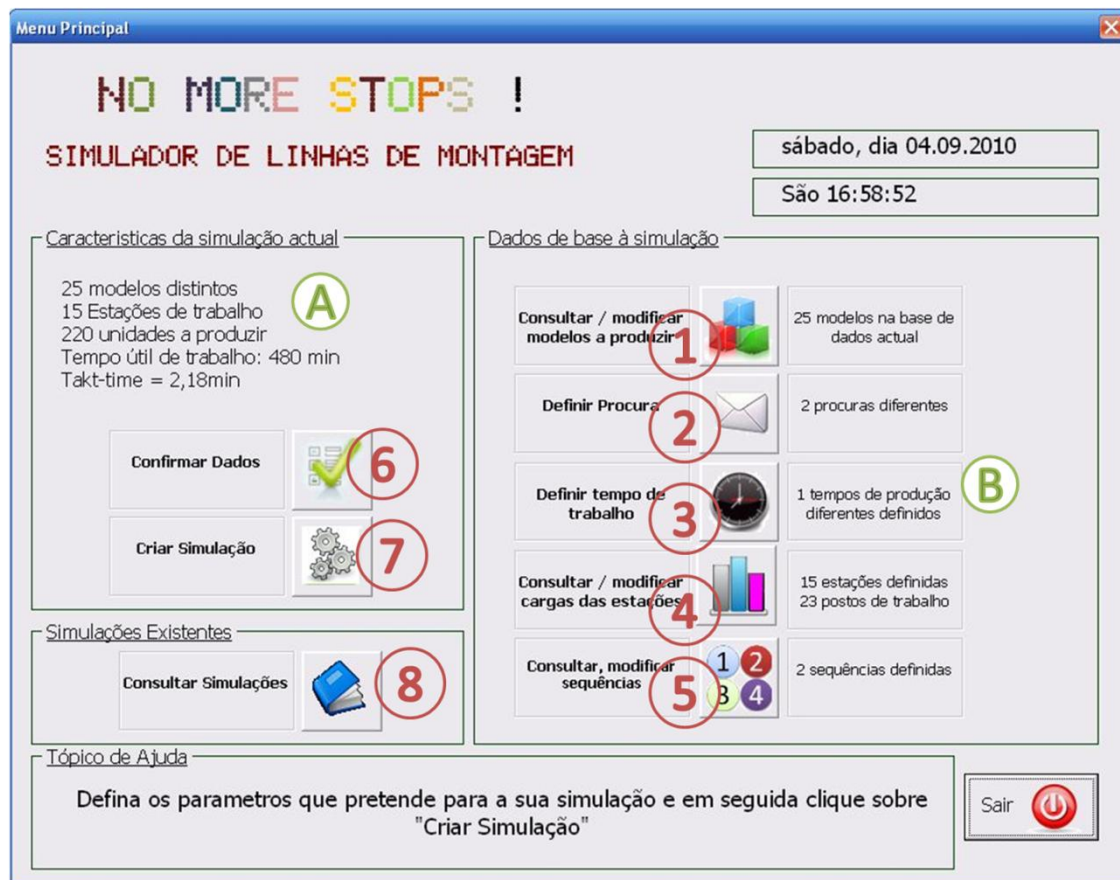 Menu Principal
NO MORE STOPS !
SIMULADOR DE LINHAS DE MONTAGEM
sábado, dia 04.09.2010
São 16:58:52
Caracteristicas da simulação actual
25 modelos distintos
15 Estações de trabalho
220 unidades a produzir
Tempo útil de trabalho: 480 min
Takt-time = 2,18min
A
Confirmar Dados
6
Criar Simulação
7
Simulações Existentes
Consultar Simulações
8
Dados de base à simulação
Consultar / modificar
modelos a produzir
1
25 modelos na base de
dados actual
Definir Procura
2
2 procuras diferentes
Definir tempo de
trabalho
3
1 tempos de produção
diferentes definidos
B
Consultar / modificar
cargas das estações
4
15 estações definidas
23 postos de trabalho
Consultar, modificar
sequências
5
1 2
3 4
2 sequências definidas
Tópico de Ajuda
Defina os parametros que pretende para a sua simulação e em seguida clique sobre
"Criar Simulação"
Sair